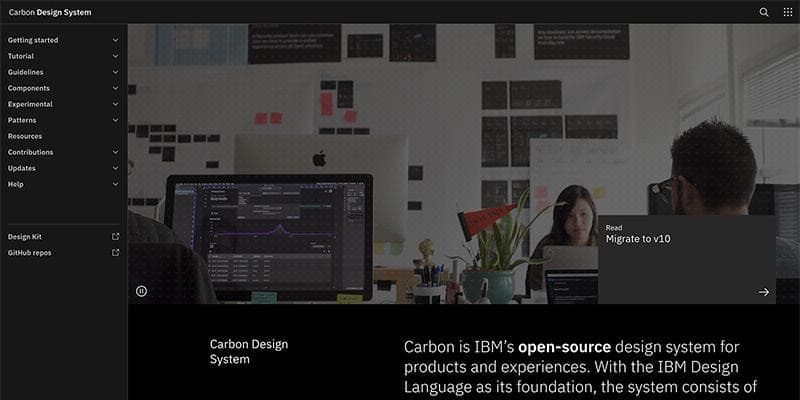 Carbon Design System
Getting started
Tutorial
Guidelines
Components
Experimental
Patterns
Resources
Contributions
Updates
Help
Design Kit
GitHub repos
Read
Migrate to v10
Carbon Design
System
Carbon is IBM’s open-source design system for
products and experiences. With the IBM Design
Language as its foundation, the system consists of